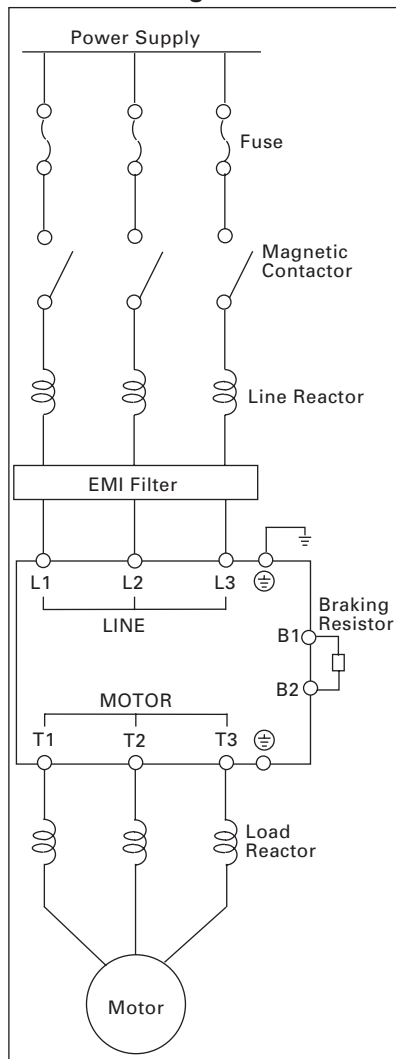 Power Supply
Fuse
Magnetic
Contactor
Line Reactor
EMI Filter
L1 L2 L3
LINE
Braking
Resistor
B1
B2
MOTOR
T1 T2 T3
Load
Reactor
Motor